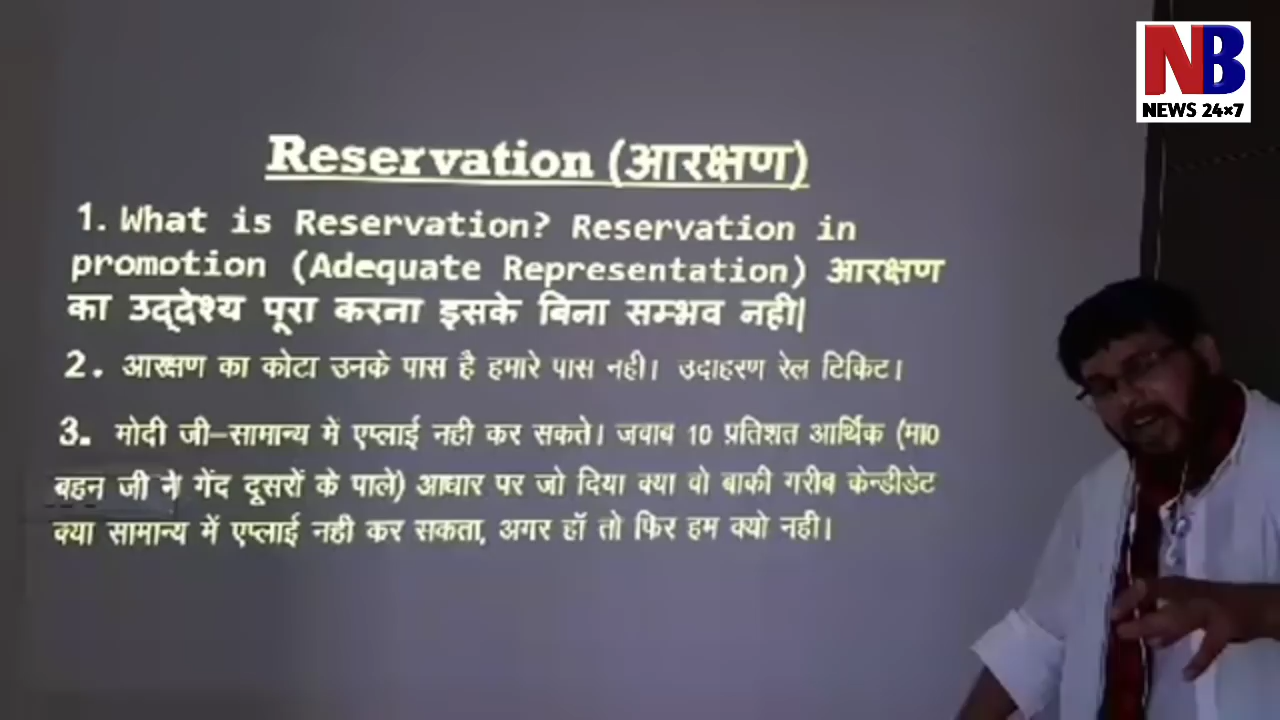 NB
NEWS 24×7
Reservation (आरक्षण)
1. What is Reservation? Reservation in
promotion (Adequate Representation) आरक्षण
का उद्देश्य पूरा करना इसके बिना सम्भव नही|
2. आरक्षण का कोटा उनके पास है हमारे पास नही। उदाहरण रेल टिकिट।
3. मोदी जी–सामान्य में एप्लाई नही कर सकते। जवाब 10 प्रतिशत आर्थिक (मा0
बहन जी ने गेंद दूसरों के पाले) आधार पर जो दिया क्या वो बाकी गरीब केन्डीडेट
क्या सामान्य में एप्लाई नही कर सकता, अगर हॉ तो फिर हम क्यो नही।